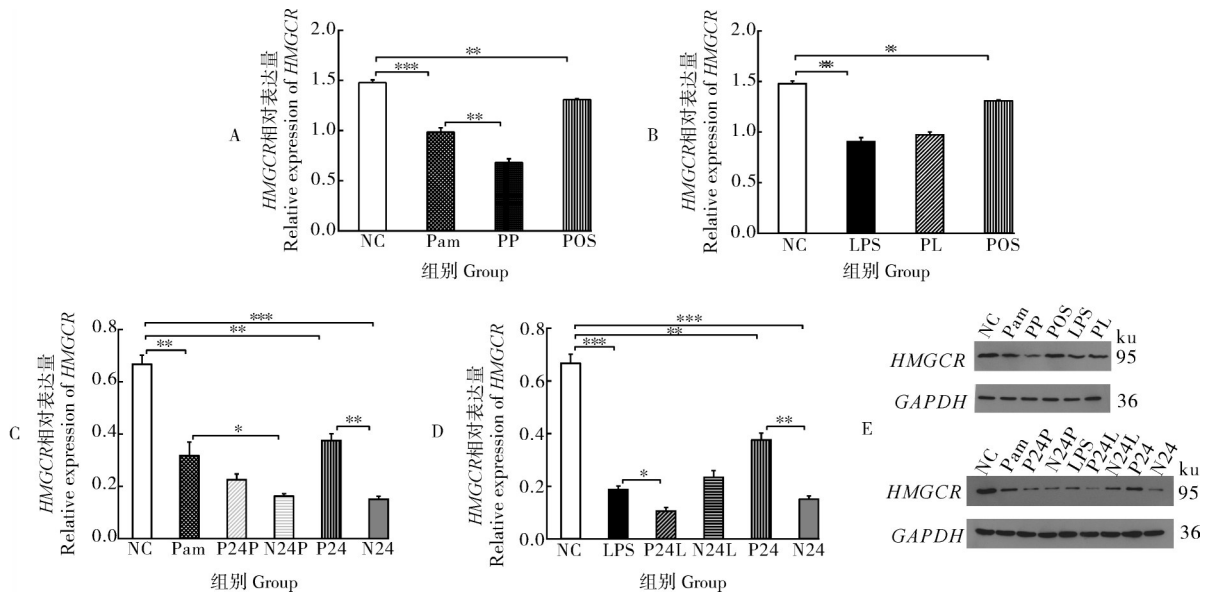 A
HMGCR相对表达量
Relative expression of HMGCR
2.0
1.5
1.0
0.5
0.0
**
***
**
NC Pam PP POS
组别 Group
B
HMGCR相对表达量
Relative expression of HMGCR
2.0
1.5
1.0
0.5
0.0
**
**
NC LPS PL POS
组别 Group
C
HMGCR相对表达量
Relative expression of HMGCR
0.8
0.6
0.4
0.2
0.0
***
**
**
*
**
NC Pam P24P N24P P24 N24
组别 Group
D
HMGCR相对表达量
Relative expression of HMGCR
0.8
0.6
0.4
0.2
0.0
***
**
***
*
**
NC LPS P24L N24L P24 N24
组别 Group
E
NC Pam PP POS LPS PL
ku
HMGCR 95
GAPDH 36
NC Pam P24P N24P LPS P24L N24L P24 N24
ku
HMGCR 95
GAPDH 36